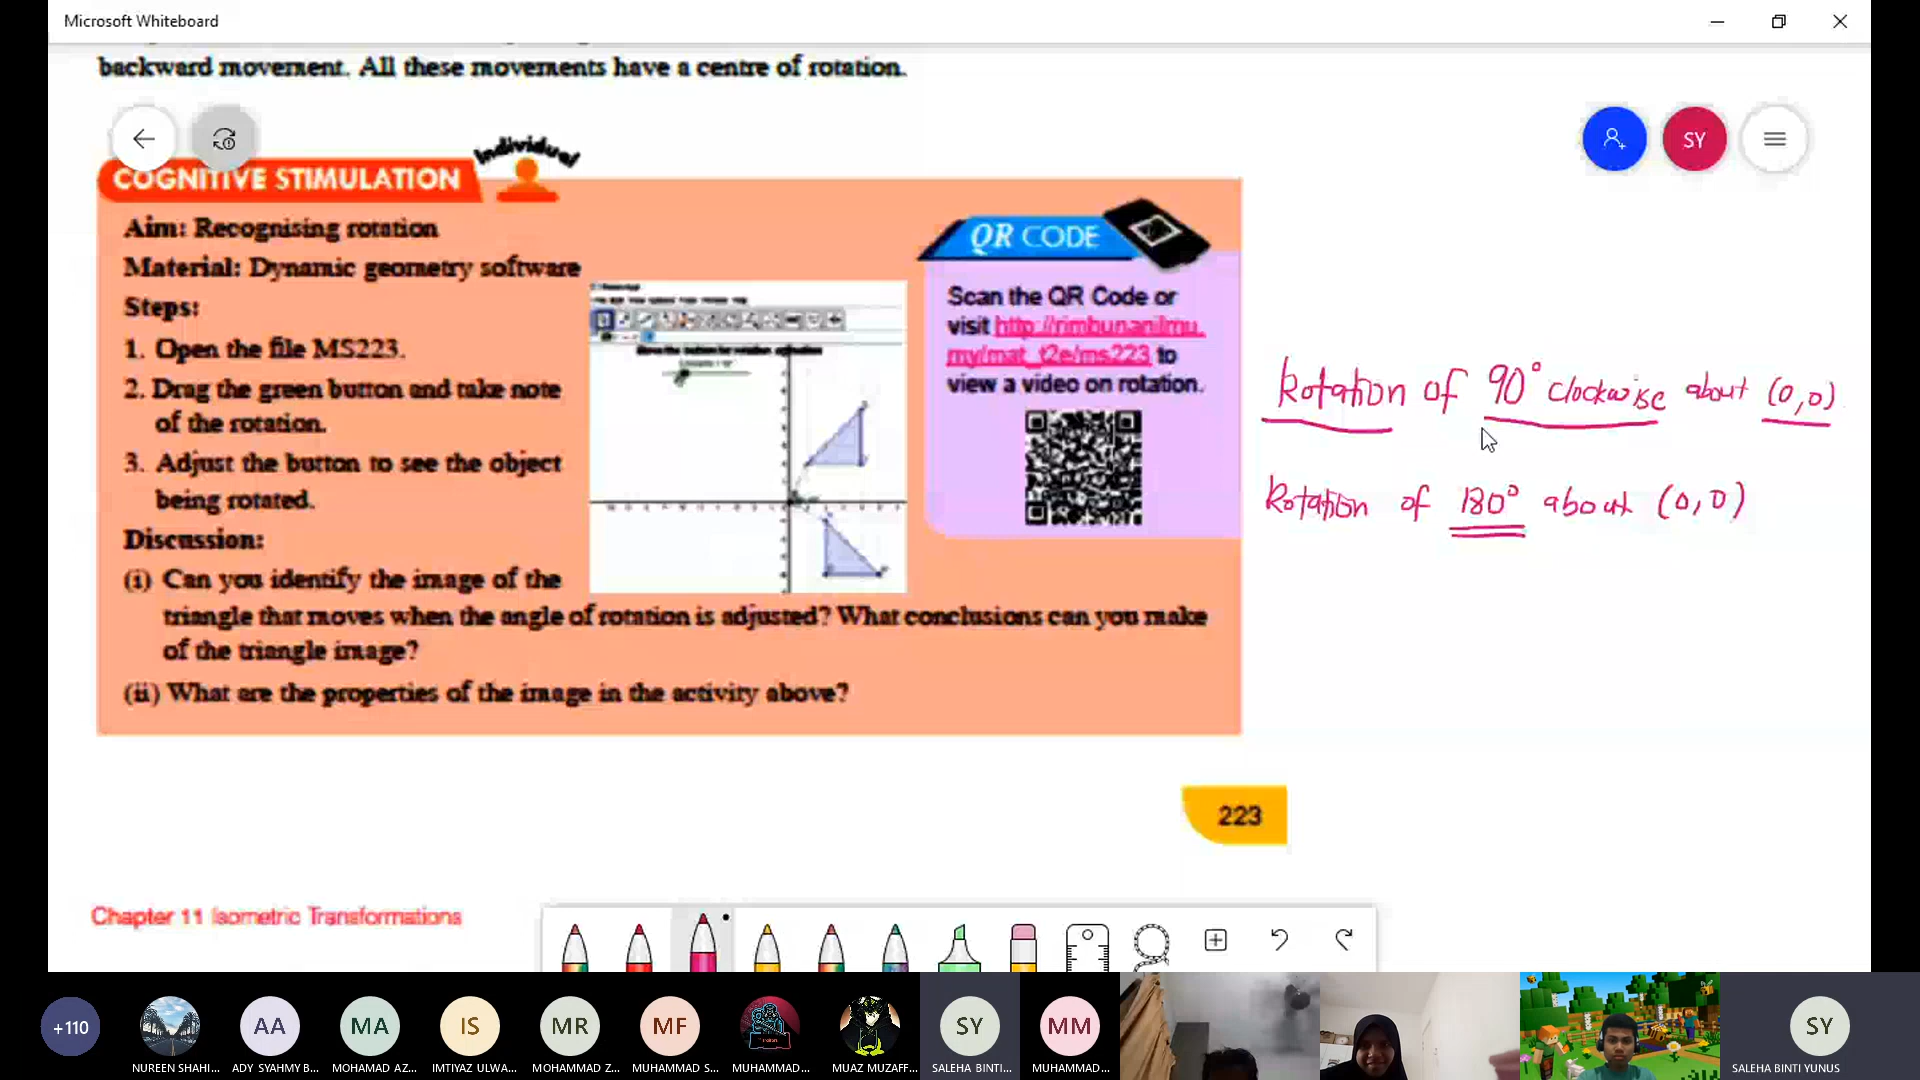 Microsoft Whiteboard
backward movement. All these movements have a centre of rotation.
Individual
COGNITIVE STIMULATION
Aim: Recognising rotation
Material: Dynamic geometry software
Steps:
1. Open the file MS223.
2. Drag the green button and take note
of the rotation.
3. Adjust the button to see the object
being rotated.
Discussion:
(i) Can you identify the image of the
triangle that moves when the angle of rotation is adjusted? What conclusions can you make
of the triangle image?
(ii) What are the properties of the image in the activity above?
QR CODE
Scan the QR Code or
visit http://rimbunanilmu.
my/mat_t2e/ms223 to
view a video on rotation.
SY
Rotation of 90° clockwise about (0,0)
Rotation of 180° about (0,0)
223
Chapter 11 Isometric Transformations
+110
AA
MA
IS
MR
MF
SY
MM
SY
NUREEN SHAHI...
ADY SYAHMY B...
MOHAMAD AZ...
IMTIYAZ ULWA...
MOHAMMAD Z...
MUHAMMAD S...
MUHAMMAD...
MUAZ MUZAFF...
SALEHA BINTI...
MUHAMMAD...
SALEHA BINTI YUNUS